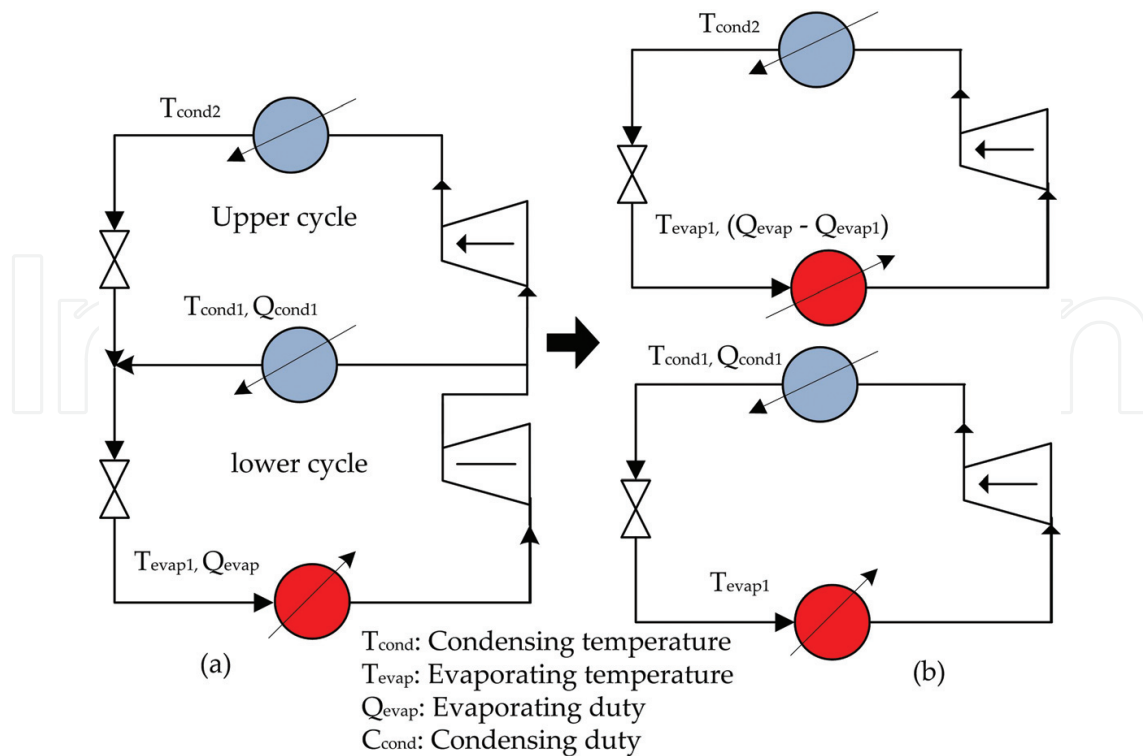 Tcond2
Upper cycle
Tcond1, Qcond1
lower cycle
Tevap1, Qevap
(a)
Tcond2
Tevap1, (Qevap - Qevap1)
Tcond1, Qcond1
Tevap1
(b)
Tcond: Condensing temperature
Tevap: Evaporating temperature
Qevap: Evaporating duty
Ccond: Condensing duty